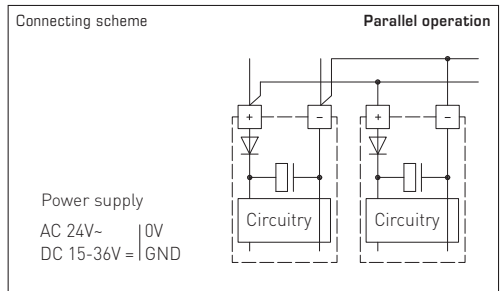 Connecting scheme Parallel operation
+ − + −
Circuitry Circuitry
Power supply
AC 24V~ 0V
DC 15-36V = GND